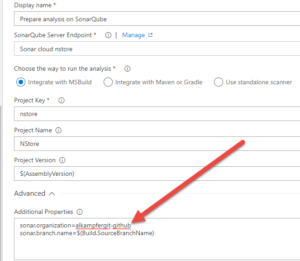 Display name *
Prepare analysis on SonarQube
SonarQube Server Endpoint * | Manage
Sonar cloud nstore
Choose the way to run the analysis *
Integrate with MSBuild Integrate with Maven or Gradle Use standalone scanner
Project Key *
nstore
Project Name
NStore
Project Version
$(AssemblyVersion)
Advanced
Additional Properties
sonar.organization=alkampfergit-github
sonar.branch.name=$(Build.SourceBranchName)